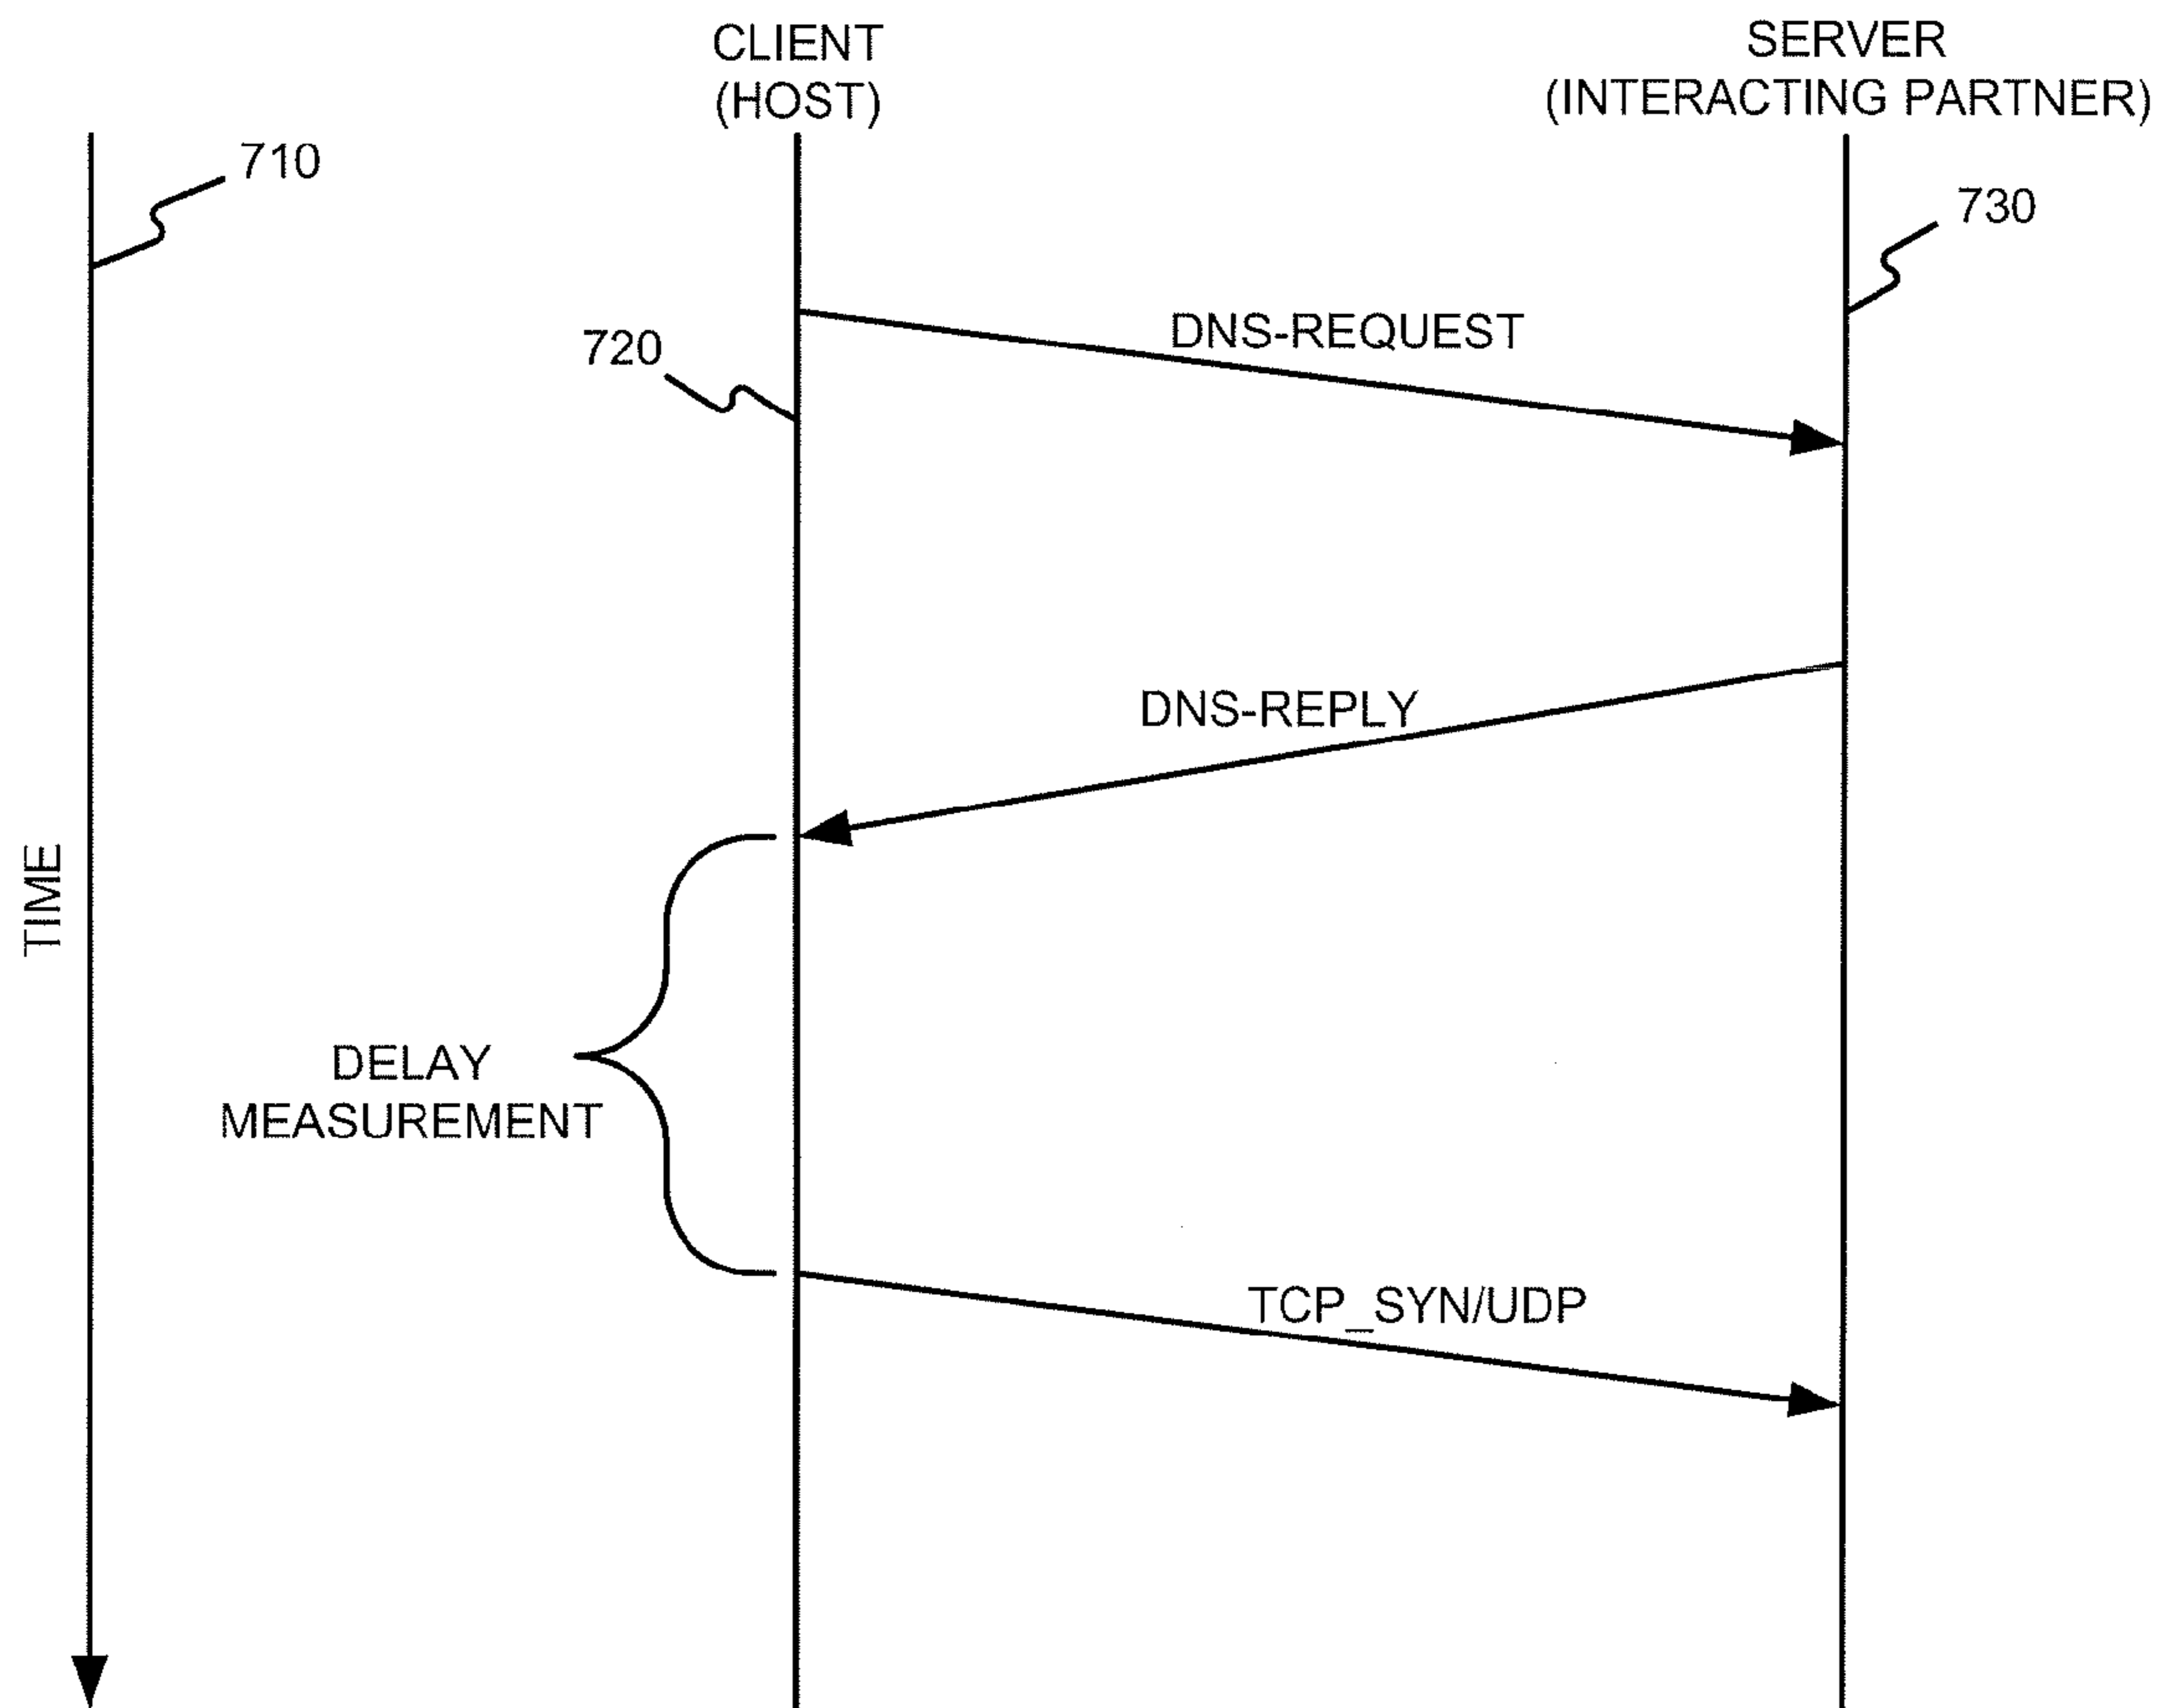 CLIENT
(HOST)
SERVER
(INTERACTING PARTNER)
710
730
DNS-REQUEST
720
DNS-REPLY
TIME
DELAY
MEASUREMENT
TCP_SYN/UDP